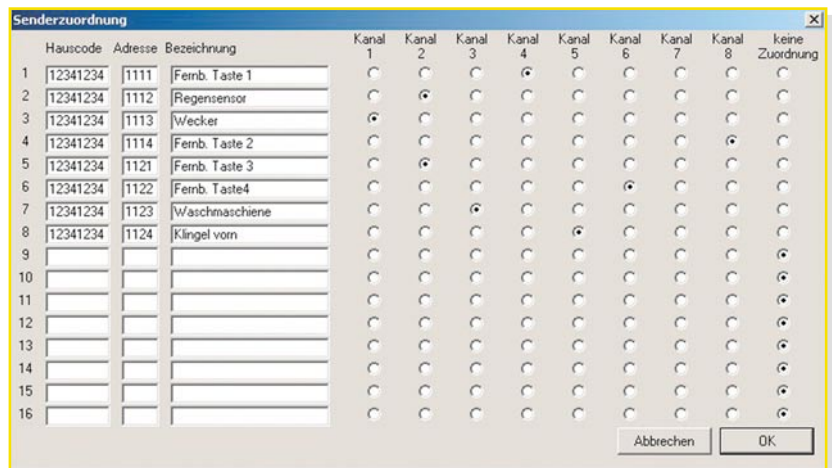 Senderzuordnung
Hauscode Adresse Bezeichnung Kanal 1 Kanal 2 Kanal 3 Kanal 4 Kanal 5 Kanal 6 Kanal 7 Kanal 8 keine Zuordnung
1 12341234 1111 Fernb. Taste 1
2 12341234 1112 Regensensor
3 12341234 1113 Wecker
4 12341234 1114 Fernb. Taste 2
5 12341234 1121 Fernb. Taste 3
6 12341234 1122 Fernb. Taste4
7 12341234 1123 Waschmaschiene
8 12341234 1124 Klingel vorn
9
10
11
12
13
14
15
16
Abbrechen OK